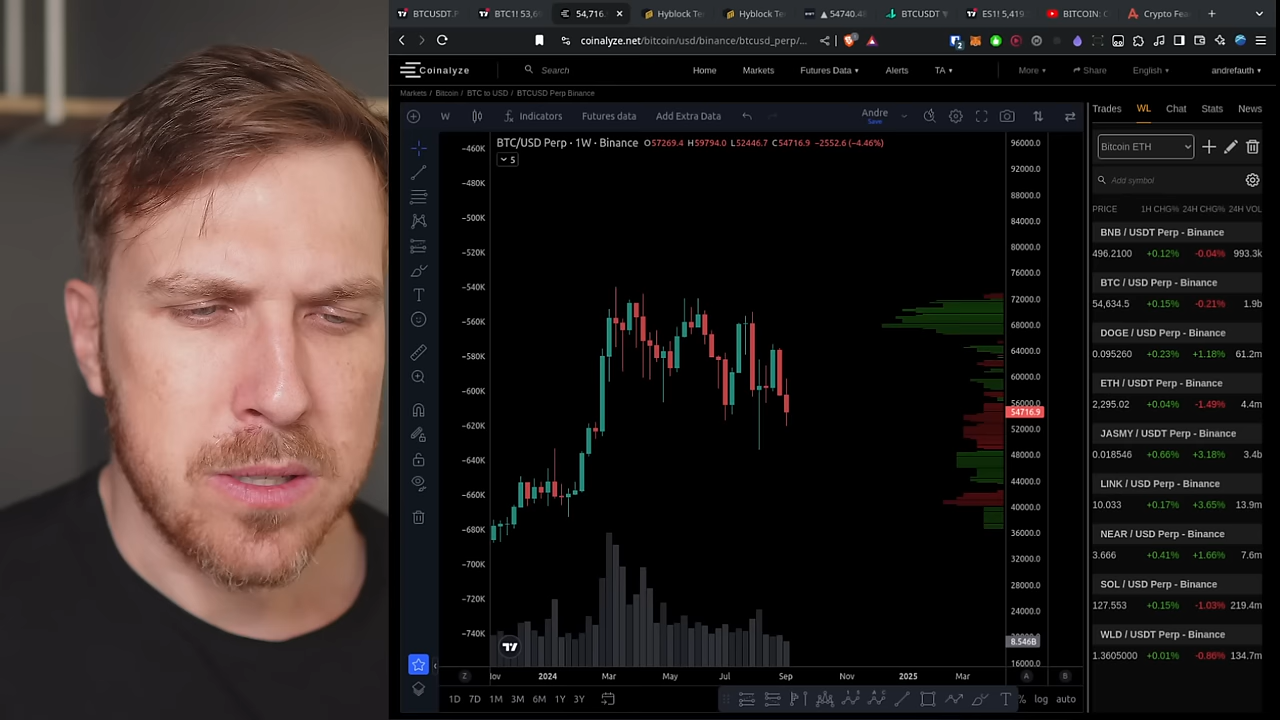 BTCUSDT.P
BTC1! 53,6
54,716.
Hyblock Te
Hyblock Te
▲ 54740.48
BTCUSDT
ES1! 5,419
BITCOIN:
Crypto Fea
coinalyze.net/bitcoin/usd/binance/btcusd_perp/...
Coinalyze
Search
Home
Markets
Futures Data
Alerts
TA
More
Share
English
andrefauth
Markets / Bitcoin / BTC to USD / BTCUSD Perp Binance
W
Indicators
Futures data
Add Extra Data
Andre
Save
BTC/USD Perp · 1W · Binance O57269.4 H59794.0 L52446.7 C54716.9 −2552.6 (−4.46%)
5
−460K
−480K
−500K
−520K
−540K
−560K
−580K
−600K
−620K
−640K
−660K
−680K
−700K
−720K
−740K
96000.0
92000.0
88000.0
84000.0
80000.0
76000.0
72000.0
68000.0
64000.0
60000.0
56000.0
54716.9
52000.0
48000.0
44000.0
40000.0
36000.0
32000.0
28000.0
24000.0
8.546B
16000.0
Z
2024
Mar
May
Jul
Sep
Nov
2025
Mar
A
B
1D 7D 1M 3M 6M 1Y 3Y
% log auto
Trades WL Chat Stats News
Bitcoin ETH
Add symbol
PRICE 1H CHG% 24H CHG% 24H VOL
BNB / USDT Perp - Binance
496.2100 +0.12% -0.04% 993.3k
BTC / USDT Perp - Binance
54,634.5 +0.15% -0.21% 1.9b
DOGE / USD Perp - Binance
0.095260 +0.23% +1.18% 61.2m
ETH / USDT Perp - Binance
2,295.02 +0.04% -1.49% 4.4m
JASMY / USDT Perp - Binance
0.018546 +0.66% +3.18% 3.4b
LINK / USD Perp - Binance
10.033 +0.17% +3.65% 13.9m
NEAR / USD Perp - Binance
3.666 +0.41% +1.66% 7.6m
SOL / USD Perp - Binance
127.553 +0.15% -1.03% 219.4m
WLD / USDT Perp - Binance
1.3605000 +0.01% -0.86% 134.7m